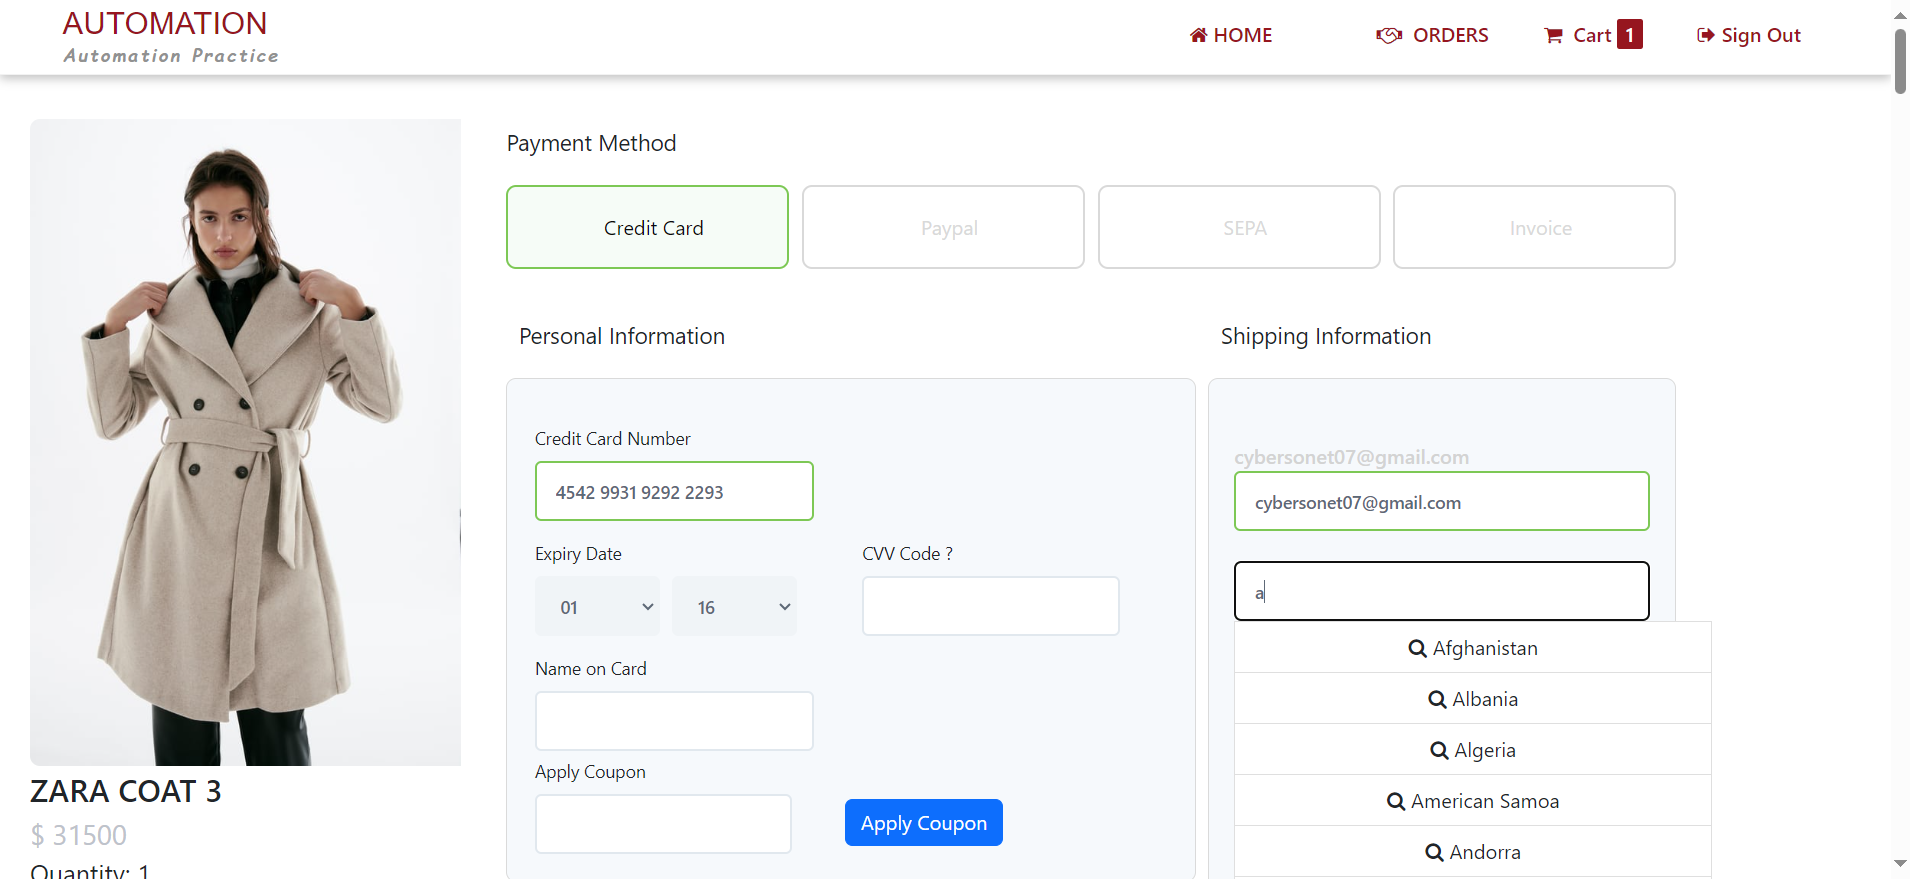 AUTOMATION
Automation Practice
HOME
ORDERS
Cart 1
Sign Out
Payment Method
Credit Card
Paypal
SEPA
Invoice
Personal Information
Shipping Information
Credit Card Number
4542 9931 9292 2293
cybersonet07@gmail.com
cybersonet07@gmail.com
Expiry Date
CVV Code ?
01
16
a
Name on Card
Afghanistan
Albania
Algeria
American Samoa
Andorra
Apply Coupon
Apply Coupon
ZARA COAT 3
$ 31500
Quantity: 1